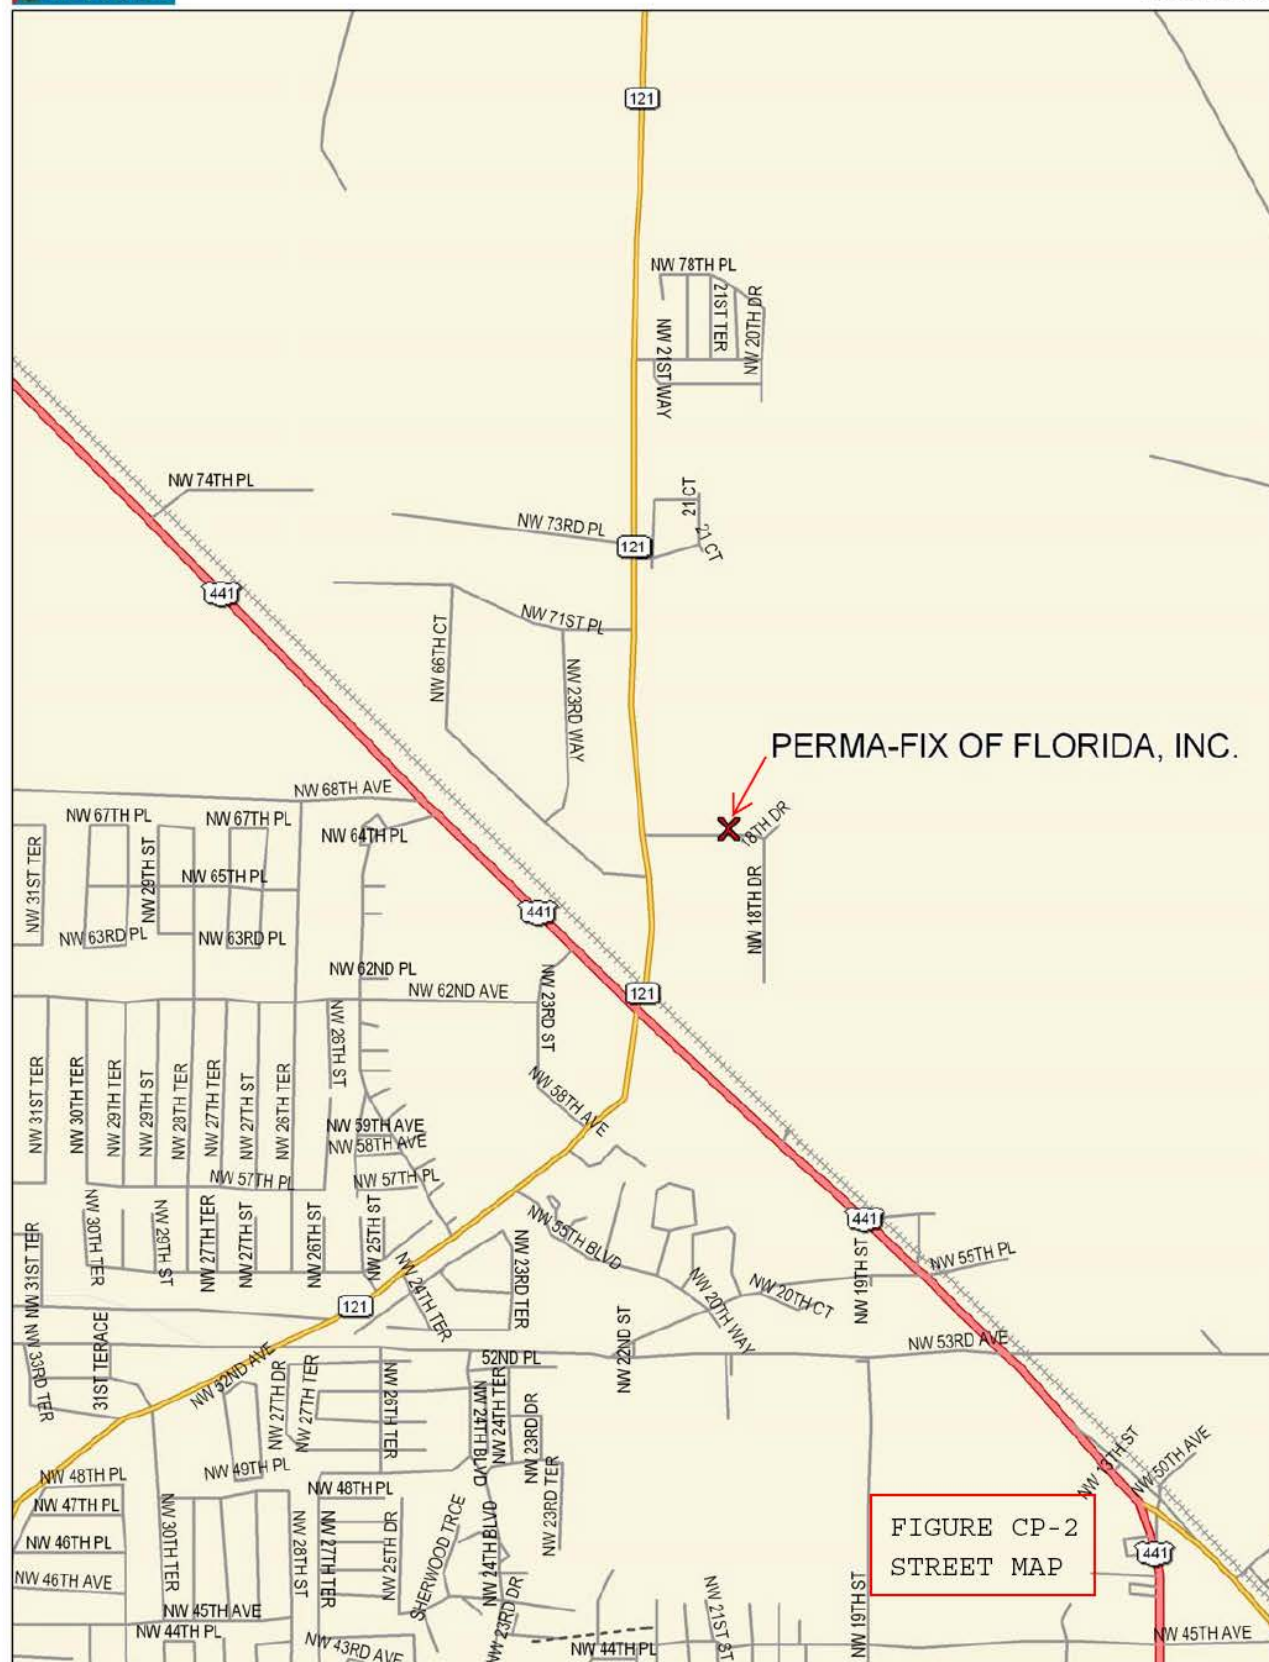 121
NW 78TH PL
21ST TER
NW 20TH DR
NW 21ST WAY
NW 74TH PL
21 CT
NW 73RD PL
121
21 CT
441
NW 71ST PL
NW 66TH CT
NW 23RD WAY
PERMA-FIX OF FLORIDA, INC.
NW 68TH AVE
NW 67TH PL
NW 67TH PL
18TH DR
NW 64TH PL
NW 31ST TER
NW 29TH ST
NW 65TH PL
NW 18TH DR
441
NW 63RD PL
NW 63RD PL
NW 62ND PL
NW 62ND AVE
NW 23RD ST
121
NW 26TH ST
NW 31ST TER
NW 30TH TER
NW 29TH TER
NW 29TH ST
NW 28TH TER
NW 27TH TER
NW 27TH ST
NW 26TH TER
NW 58TH AVE
NW 59TH AVE
NW 58TH AVE
NW 57TH PL
NW 57TH PL
NW 31ST TER
NW 30TH TER
NW 29TH ST
NW 27TH TER
NW 27TH ST
NW 26TH ST
NW 25TH ST
NW 24TH TER
NW 23RD TER
NW 55TH BLVD
441
NW 19TH ST
NW 55TH PL
NW 20TH CT
NW 20TH WAY
121
NW 22ND ST
NW 53RD AVE
NW 33RD TER
31ST TERACE
NW 52ND AVE
NW 27TH DR
NW 27TH TER
NW 26TH TER
52ND PL
NW 24TH BLVD
NW 24TH TER
NW 23RD DR
NW 23RD TER
NW 13TH ST
NW 50TH AVE
NW 49TH PL
NW 48TH PL
NW 48TH PL
NW 47TH PL
NW 46TH PL
NW 46TH AVE
NW 30TH TER
NW 28TH ST
NW 27TH TER
NW 25TH DR
SHERWOOD TRCE
NW 24TH BLVD
NW 23RD DR
FIGURE CP-2
STREET MAP
441
NW 45TH AVE
NW 44TH PL
NW 43RD AVE
NW 44TH PL
NW 21ST ST
NW 19TH ST
NW 45TH AVE